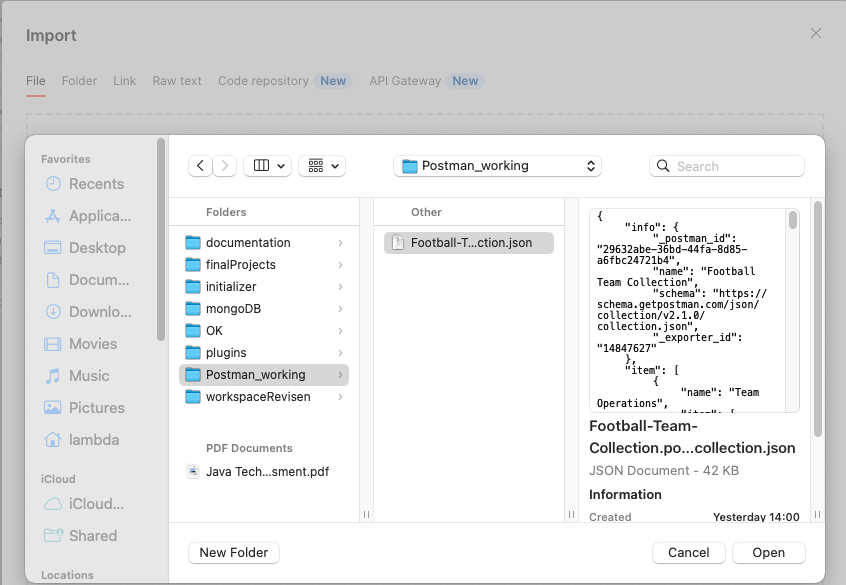 Import
File Folder Link Raw text Code repository New API Gateway New
Favorites
Recents
Applica...
Desktop
Docum...
Downlo...
Movies
Music
Pictures
lambda
iCloud
iCloud...
Shared
Locations
Postman_working
Search
Folders
documentation
finalProjects
initializer
mongoDB
OK
plugins
Postman_working
workspaceRevisen
PDF Documents
Java Tech...sment.pdf
Other
Football-T...ction.json
{
"info": {
"_postman_id":
"29632abe-36bd-44fa-8d85-
a6fbc24721b4",
"name": "Football
Team Collection",
"schema": "https://
schema.getpostman.com/json/
collection/v2.1.0/
collection.json",
"_exporter_id":
"14847627"
},
"item": [
{
"name": "Team
Operations",
"item": [
Football-Team-
Collection.po...collection.json
JSON Document - 42 KB
Information
Created Yesterday 14:00
New Folder
Cancel
Open